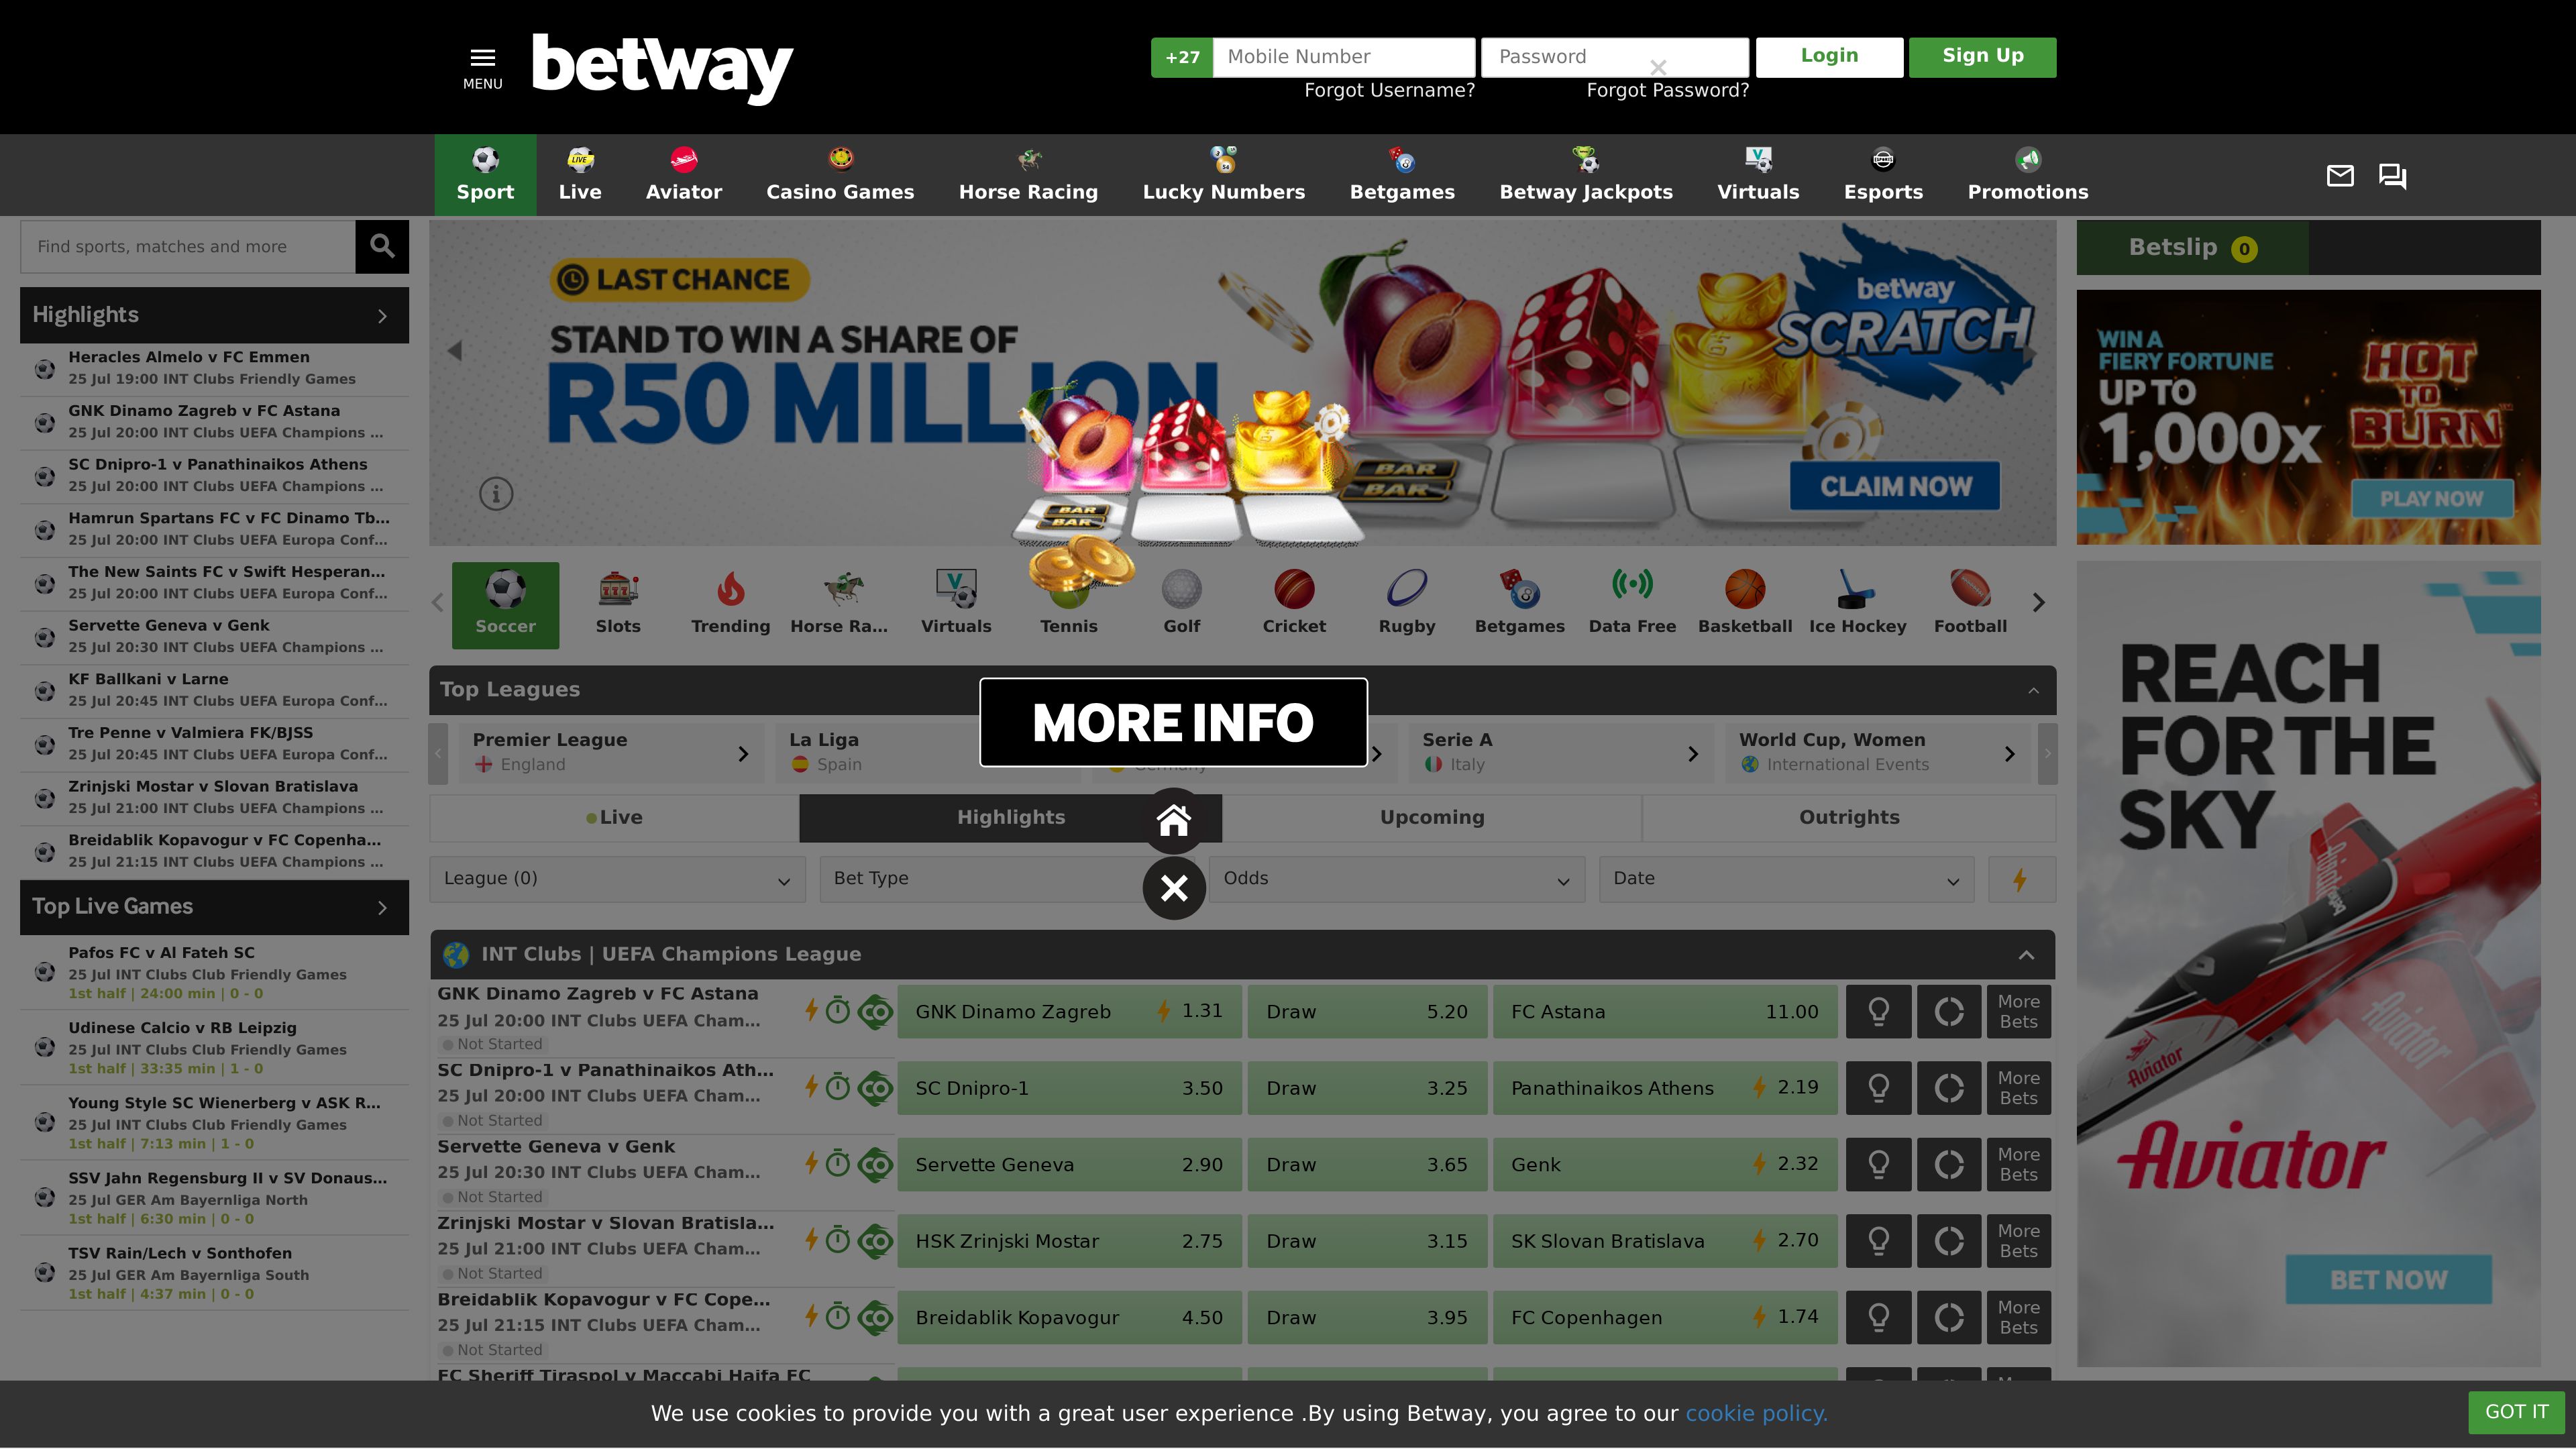 MENU
betway
+27
Mobile Number
Password
Login
Sign Up
Forgot Username?
Forgot Password?
Sport
Live
Aviator
Casino Games
Horse Racing
Lucky Numbers
Betgames
Betway Jackpots
Virtuals
Esports
Promotions
Find sports, matches and more
Highlights
Heracles Almelo v FC Emmen
25 Jul 19:00 INT Clubs Friendly Games
GNK Dinamo Zagreb v FC Astana
25 Jul 20:00 INT Clubs UEFA Champions ...
SC Dnipro-1 v Panathinaikos Athens
25 Jul 20:00 INT Clubs UEFA Champions ...
Hamrun Spartans FC v FC Dinamo Tb...
25 Jul 20:00 INT Clubs UEFA Europa Conf...
The New Saints FC v Swift Hesperan...
25 Jul 20:00 INT Clubs UEFA Europa Conf...
Servette Geneva v Genk
25 Jul 20:30 INT Clubs UEFA Champions ...
KF Ballkani v Larne
25 Jul 20:45 INT Clubs UEFA Europa Conf...
Tre Penne v Valmiera FK/BJSS
25 Jul 20:45 INT Clubs UEFA Europa Conf...
Zrinjski Mostar v Slovan Bratislava
25 Jul 21:00 INT Clubs UEFA Champions ...
Breidablik Kopavogur v FC Copenha...
25 Jul 21:15 INT Clubs UEFA Champions ...
Top Live Games
Pafos FC v Al Fateh SC
25 Jul INT Clubs Club Friendly Games
1st half | 24:00 min | 0 - 0
Udinese Calcio v RB Leipzig
25 Jul INT Clubs Club Friendly Games
1st half | 33:35 min | 1 - 0
Young Style SC Wienerberg v ASK R...
25 Jul INT Clubs Club Friendly Games
1st half | 7:13 min | 1 - 0
SSV Jahn Regensburg II v SV Donaus...
25 Jul GER Am Bayernliga North
1st half | 6:30 min | 0 - 0
TSV Rain/Lech v Sonthofen
25 Jul GER Am Bayernliga South
1st half | 4:37 min | 0 - 0
LAST CHANCE
STAND TO WIN A SHARE OF
R50 MILLION
betway
SCRATCH
BAR
BAR
BAR
BAR
CLAIM NOW
Soccer
Slots
Trending
Horse Ra...
Virtuals
Tennis
Golf
Cricket
Rugby
Betgames
Data Free
Basketball
Ice Hockey
Football
Top Leagues
MORE INFO
Premier League
England
La Liga
Spain
Germany
Serie A
Italy
World Cup, Women
International Events
Live
Highlights
Upcoming
Outrights
League (0)
Bet Type
Odds
Date
INT Clubs | UEFA Champions League
GNK Dinamo Zagreb v FC Astana
25 Jul 20:00 INT Clubs UEFA Cham...
Not Started
GNK Dinamo Zagreb 1.31
Draw 5.20
FC Astana 11.00
More Bets
SC Dnipro-1 v Panathinaikos Ath...
25 Jul 20:00 INT Clubs UEFA Cham...
Not Started
SC Dnipro-1 3.50
Draw 3.25
Panathinaikos Athens 2.19
More Bets
Servette Geneva v Genk
25 Jul 20:30 INT Clubs UEFA Cham...
Not Started
Servette Geneva 2.90
Draw 3.65
Genk 2.32
More Bets
Zrinjski Mostar v Slovan Bratisla...
25 Jul 21:00 INT Clubs UEFA Cham...
Not Started
HSK Zrinjski Mostar 2.75
Draw 3.15
SK Slovan Bratislava 2.70
More Bets
Breidablik Kopavogur v FC Cope...
25 Jul 21:15 INT Clubs UEFA Cham...
Not Started
Breidablik Kopavogur 4.50
Draw 3.95
FC Copenhagen 1.74
More Bets
FC Sheriff Tiraspol v Maccabi Haifa FC
Betslip 0
WIN A
FIERY FORTUNE
UP TO
1,000x
HOT
TO
BURN
PLAY NOW
REACH
FOR THE
SKY
Aviator
Aviator
Aviator
BET NOW
We use cookies to provide you with a great user experience .By using Betway, you agree to our cookie policy.
GOT IT